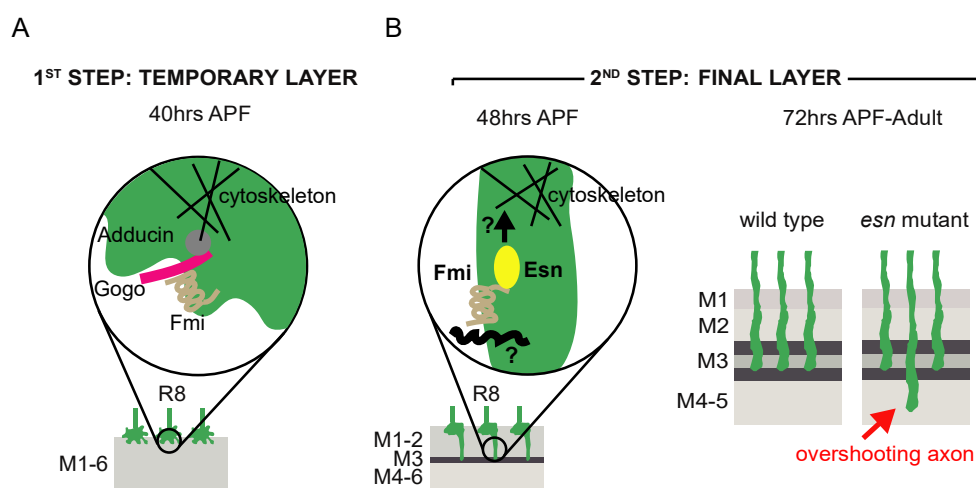 A
1ST STEP: TEMPORARY LAYER
40hrs APF
cytoskeleton
Adducin
Gogo
Fmi
R8
M1-6
B
2ND STEP: FINAL LAYER
48hrs APF
cytoskeleton
?
Fmi
Esn
?
R8
M1-2
M3
M4-6
72hrs APF-Adult
wild type
esn mutant
M1
M2
M3
M4-5
overshooting axon